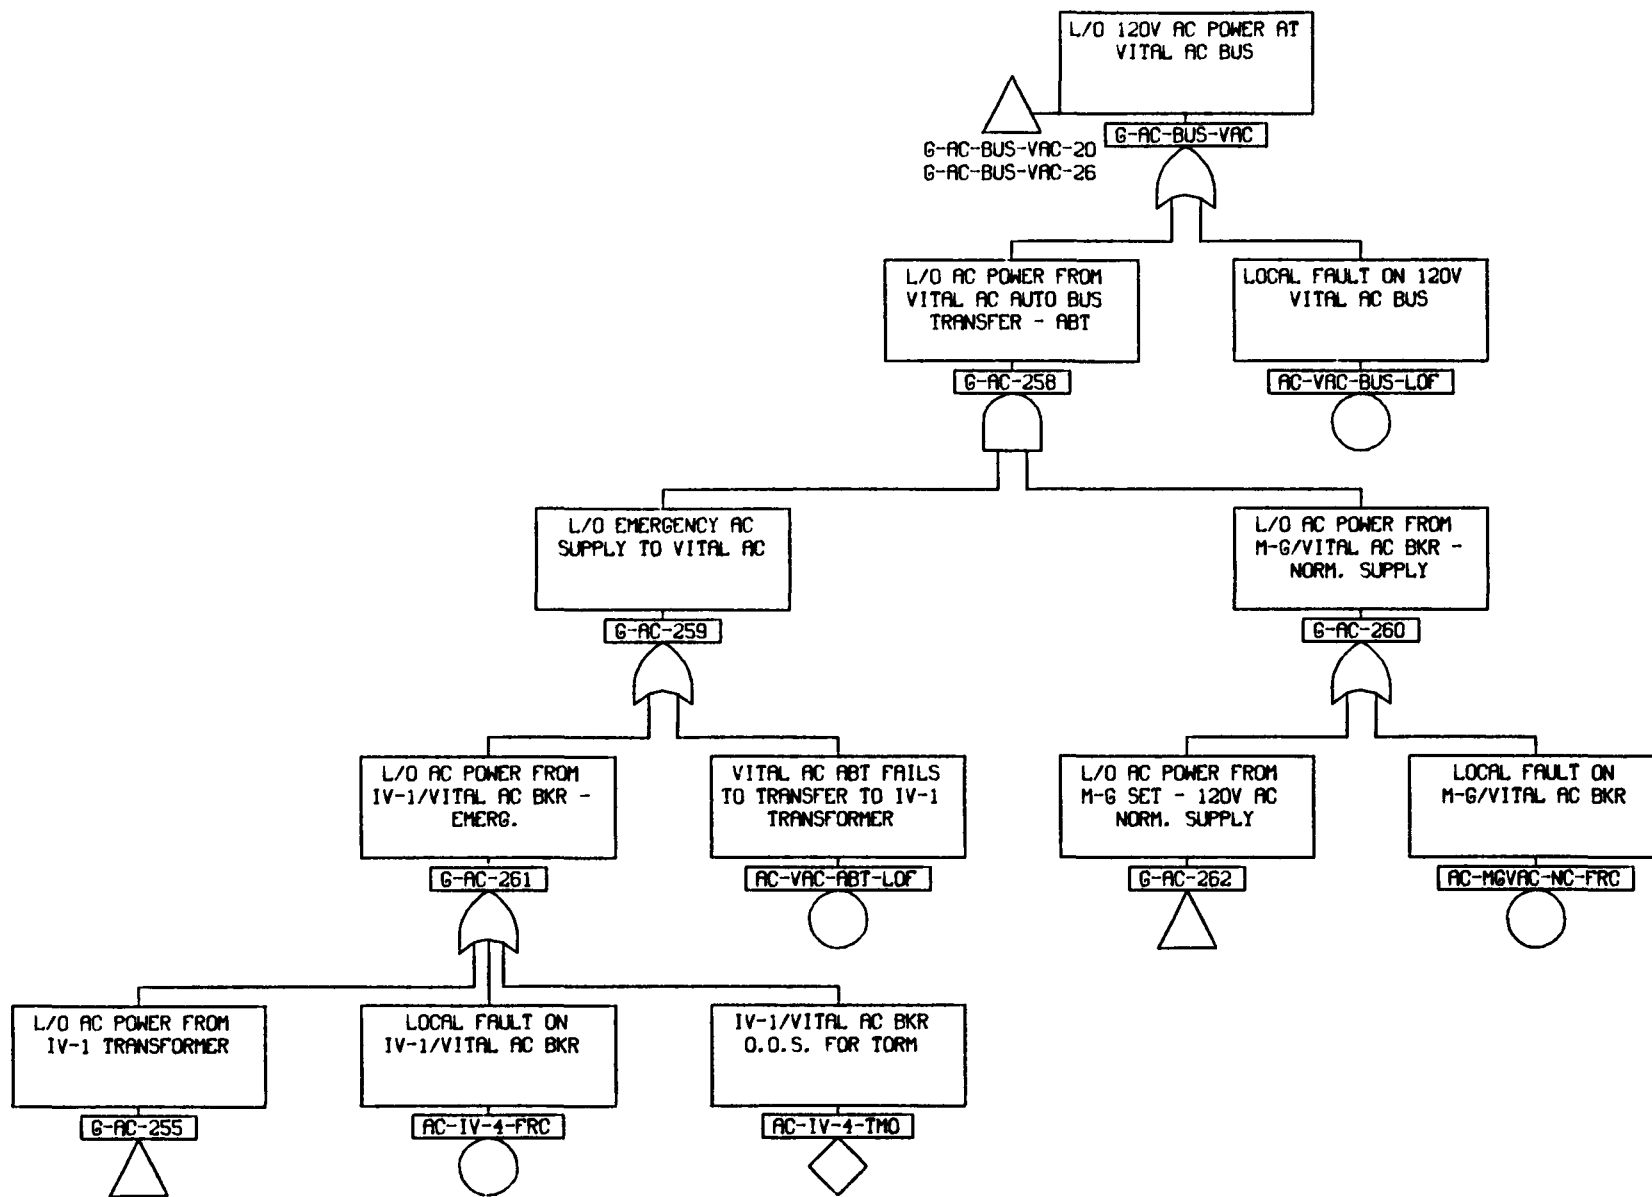 L/O 120V AC POWER AT
VITAL AC BUS
G-AC-BUS-VAC
G-AC-BUS-VAC-20
G-AC-BUS-VAC-26
L/O AC POWER FROM
VITAL AC AUTO BUS
TRANSFER - ABT
G-AC-258
LOCAL FAULT ON 120V
VITAL AC BUS
AC-VAC-BUS-LOF
L/O EMERGENCY AC
SUPPLY TO VITAL AC
G-AC-259
L/O AC POWER FROM
M-G/VITAL AC BKR -
NORM. SUPPLY
G-AC-260
L/O AC POWER FROM
IV-1/VITAL AC BKR -
EMERG.
G-AC-261
VITAL AC ABT FAILS
TO TRANSFER TO IV-1
TRANSFORMER
AC-VAC-ABT-LOF
L/O AC POWER FROM
M-G SET - 120V AC
NORM. SUPPLY
G-AC-262
LOCAL FAULT ON
M-G/VITAL AC BKR
AC-MGVAC-NC-FRC
L/O AC POWER FROM
IV-1 TRANSFORMER
G-AC-255
LOCAL FAULT ON
IV-1/VITAL AC BKR
AC-IV-4-FRC
IV-1/VITAL AC BKR
O.O.S. FOR TORM
AC-IV-4-TMO